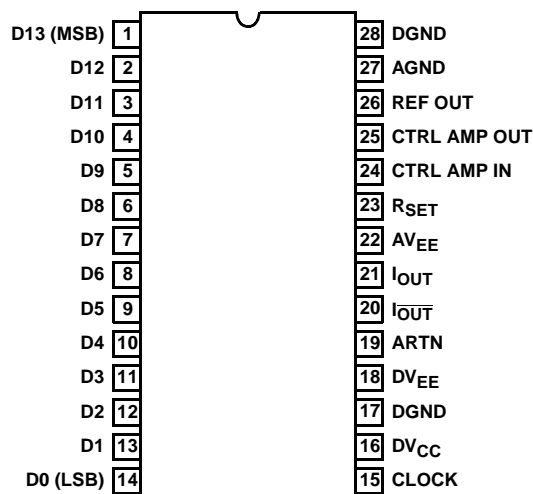 D13 (MSB) 1 28 DGND
D12 2 27 AGND
D11 3 26 REF OUT
D10 4 25 CTRL AMP OUT
D9 5 24 CTRL AMP IN
D8 6 23 RSET
D7 7 22 AVEE
D6 8 21 IOUT
D5 9 20 I̅O̅U̅T̅
D4 10 19 ARTN
D3 11 18 DVEE
D2 12 17 DGND
D1 13 16 DVCC
D0 (LSB) 14 15 CLOCK